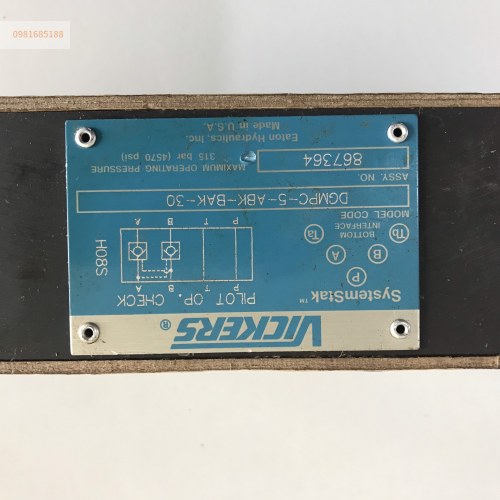 0981685188
VICKERS®
SystemStak™
PILOT OP. CHECK
P
A
B
Ta
Tb
BOTTOM
INTERFACE
A B T P
A B T P
H08S
MODEL CODE
DGMPC-5-ABK-BAK-30
ASSY. NO.
867364
MAXIMUM OPERATING PRESSURE
315 bar (4570 psi)
Eaton Hydraulics, Inc.
Made in U.S.A.